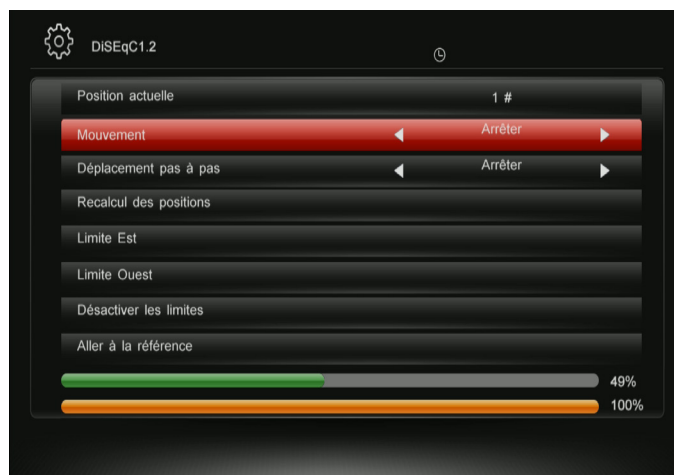 DiSEqC1.2
Position actuelle 1 #
Mouvement Arrêter
Déplacement pas à pas Arrêter
Recalcul des positions
Limite Est
Limite Ouest
Désactiver les limites
Aller à la référence
49%
100%